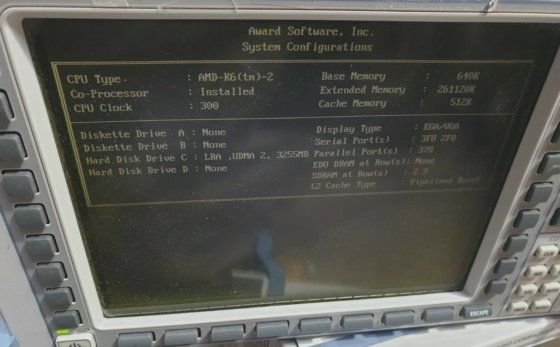 Award Software, Inc.
System Configurations
CPU Type : AMD-K6(tm)-2 Base Memory : 640K
Co-Processor : Installed Extended Memory : 261120K
CPU Clock : 300 Cache Memory : 512K
Diskette Drive A : None Display Type : EGA/VGA
Diskette Drive B : None Serial Port(s) : 3F8 2F8
Hard Disk Drive C : LBA ,UDMA 2, 3255MB Parallel Port(s) : 378
Hard Disk Drive D : None EDO DRAM at Row(s): None
SDRAM at Row(s) : 2 3
L2 Cache Type : Pipelined Burst
ESCAPE